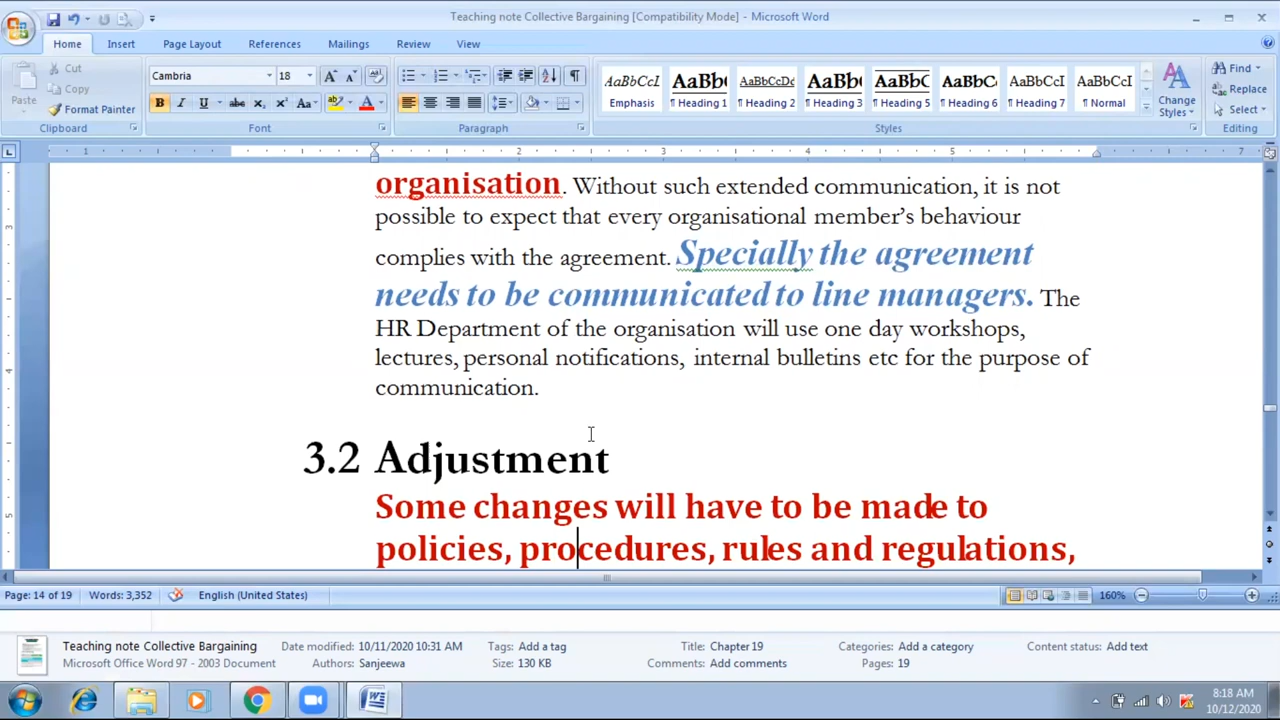 Teaching note Collective Bargaining [Compatibility Mode] - Microsoft Word
Home Insert Page Layout References Mailings Review View
Paste
Cut
Copy
Format Painter
Clipboard
Cambria 18
Font
Paragraph
AaBbCcI AaBbC AaBbCcDc AaBbC AaBbC AaBbC AaBbCcI AaBbCcI
Emphasis ¶ Heading 1 ¶ Heading 2 ¶ Heading 3 ¶ Heading 5 ¶ Heading 6 ¶ Heading 7 ¶ Normal
Change Styles
Styles
Find
Replace
Select
Editing
organisation. Without such extended communication, it is not
possible to expect that every organisational member's behaviour
complies with the agreement. Specially the agreement
needs to be communicated to line managers. The
HR Department of the organisation will use one day workshops,
lectures, personal notifications, internal bulletins etc for the purpose of
communication.
3.2 Adjustment
Some changes will have to be made to
policies, procedures, rules and regulations,
Page: 14 of 19 Words: 3,352 English (United States) 160%
Teaching note Collective Bargaining Date modified: 10/11/2020 10:31 AM Tags: Add a tag Title: Chapter 19 Categories: Add a category Content status: Add text
Microsoft Office Word 97 - 2003 Document Authors: Sanjeewa Size: 130 KB Comments: Add comments Pages: 19
8:18 AM
10/12/2020